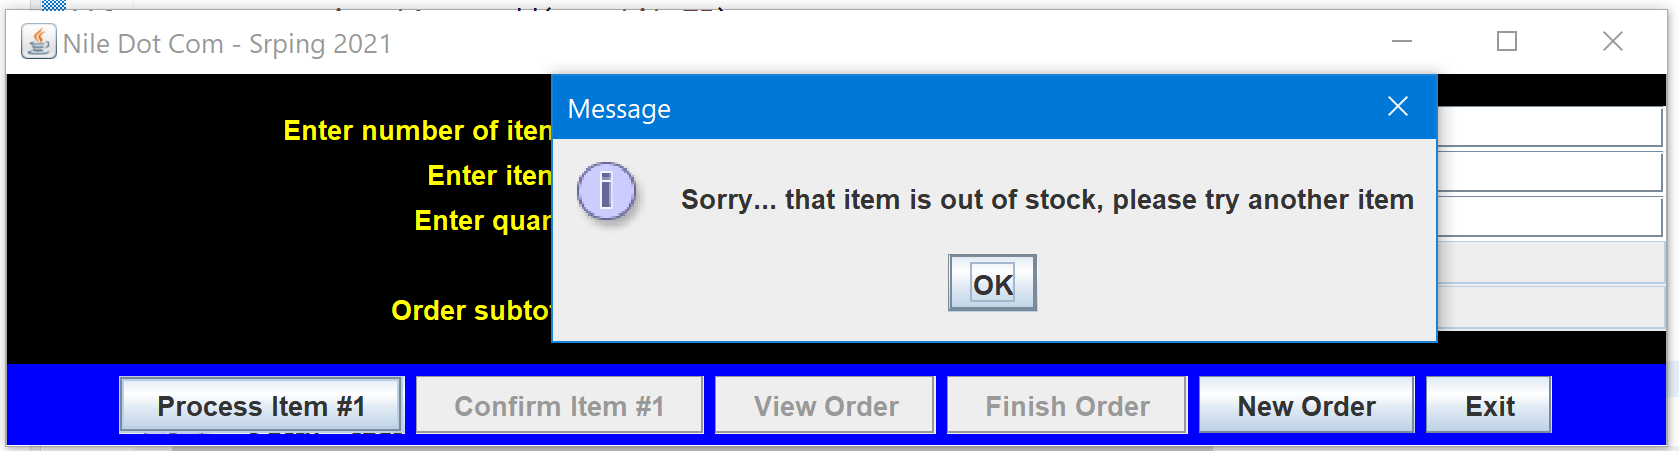 Nile Dot Com - Srping 2021
Message
Enter number of iten
Enter iten
Enter quan
Order subto
Sorry... that item is out of stock, please try another item
OK
Process Item #1
Confirm Item #1
View Order
Finish Order
New Order
Exit